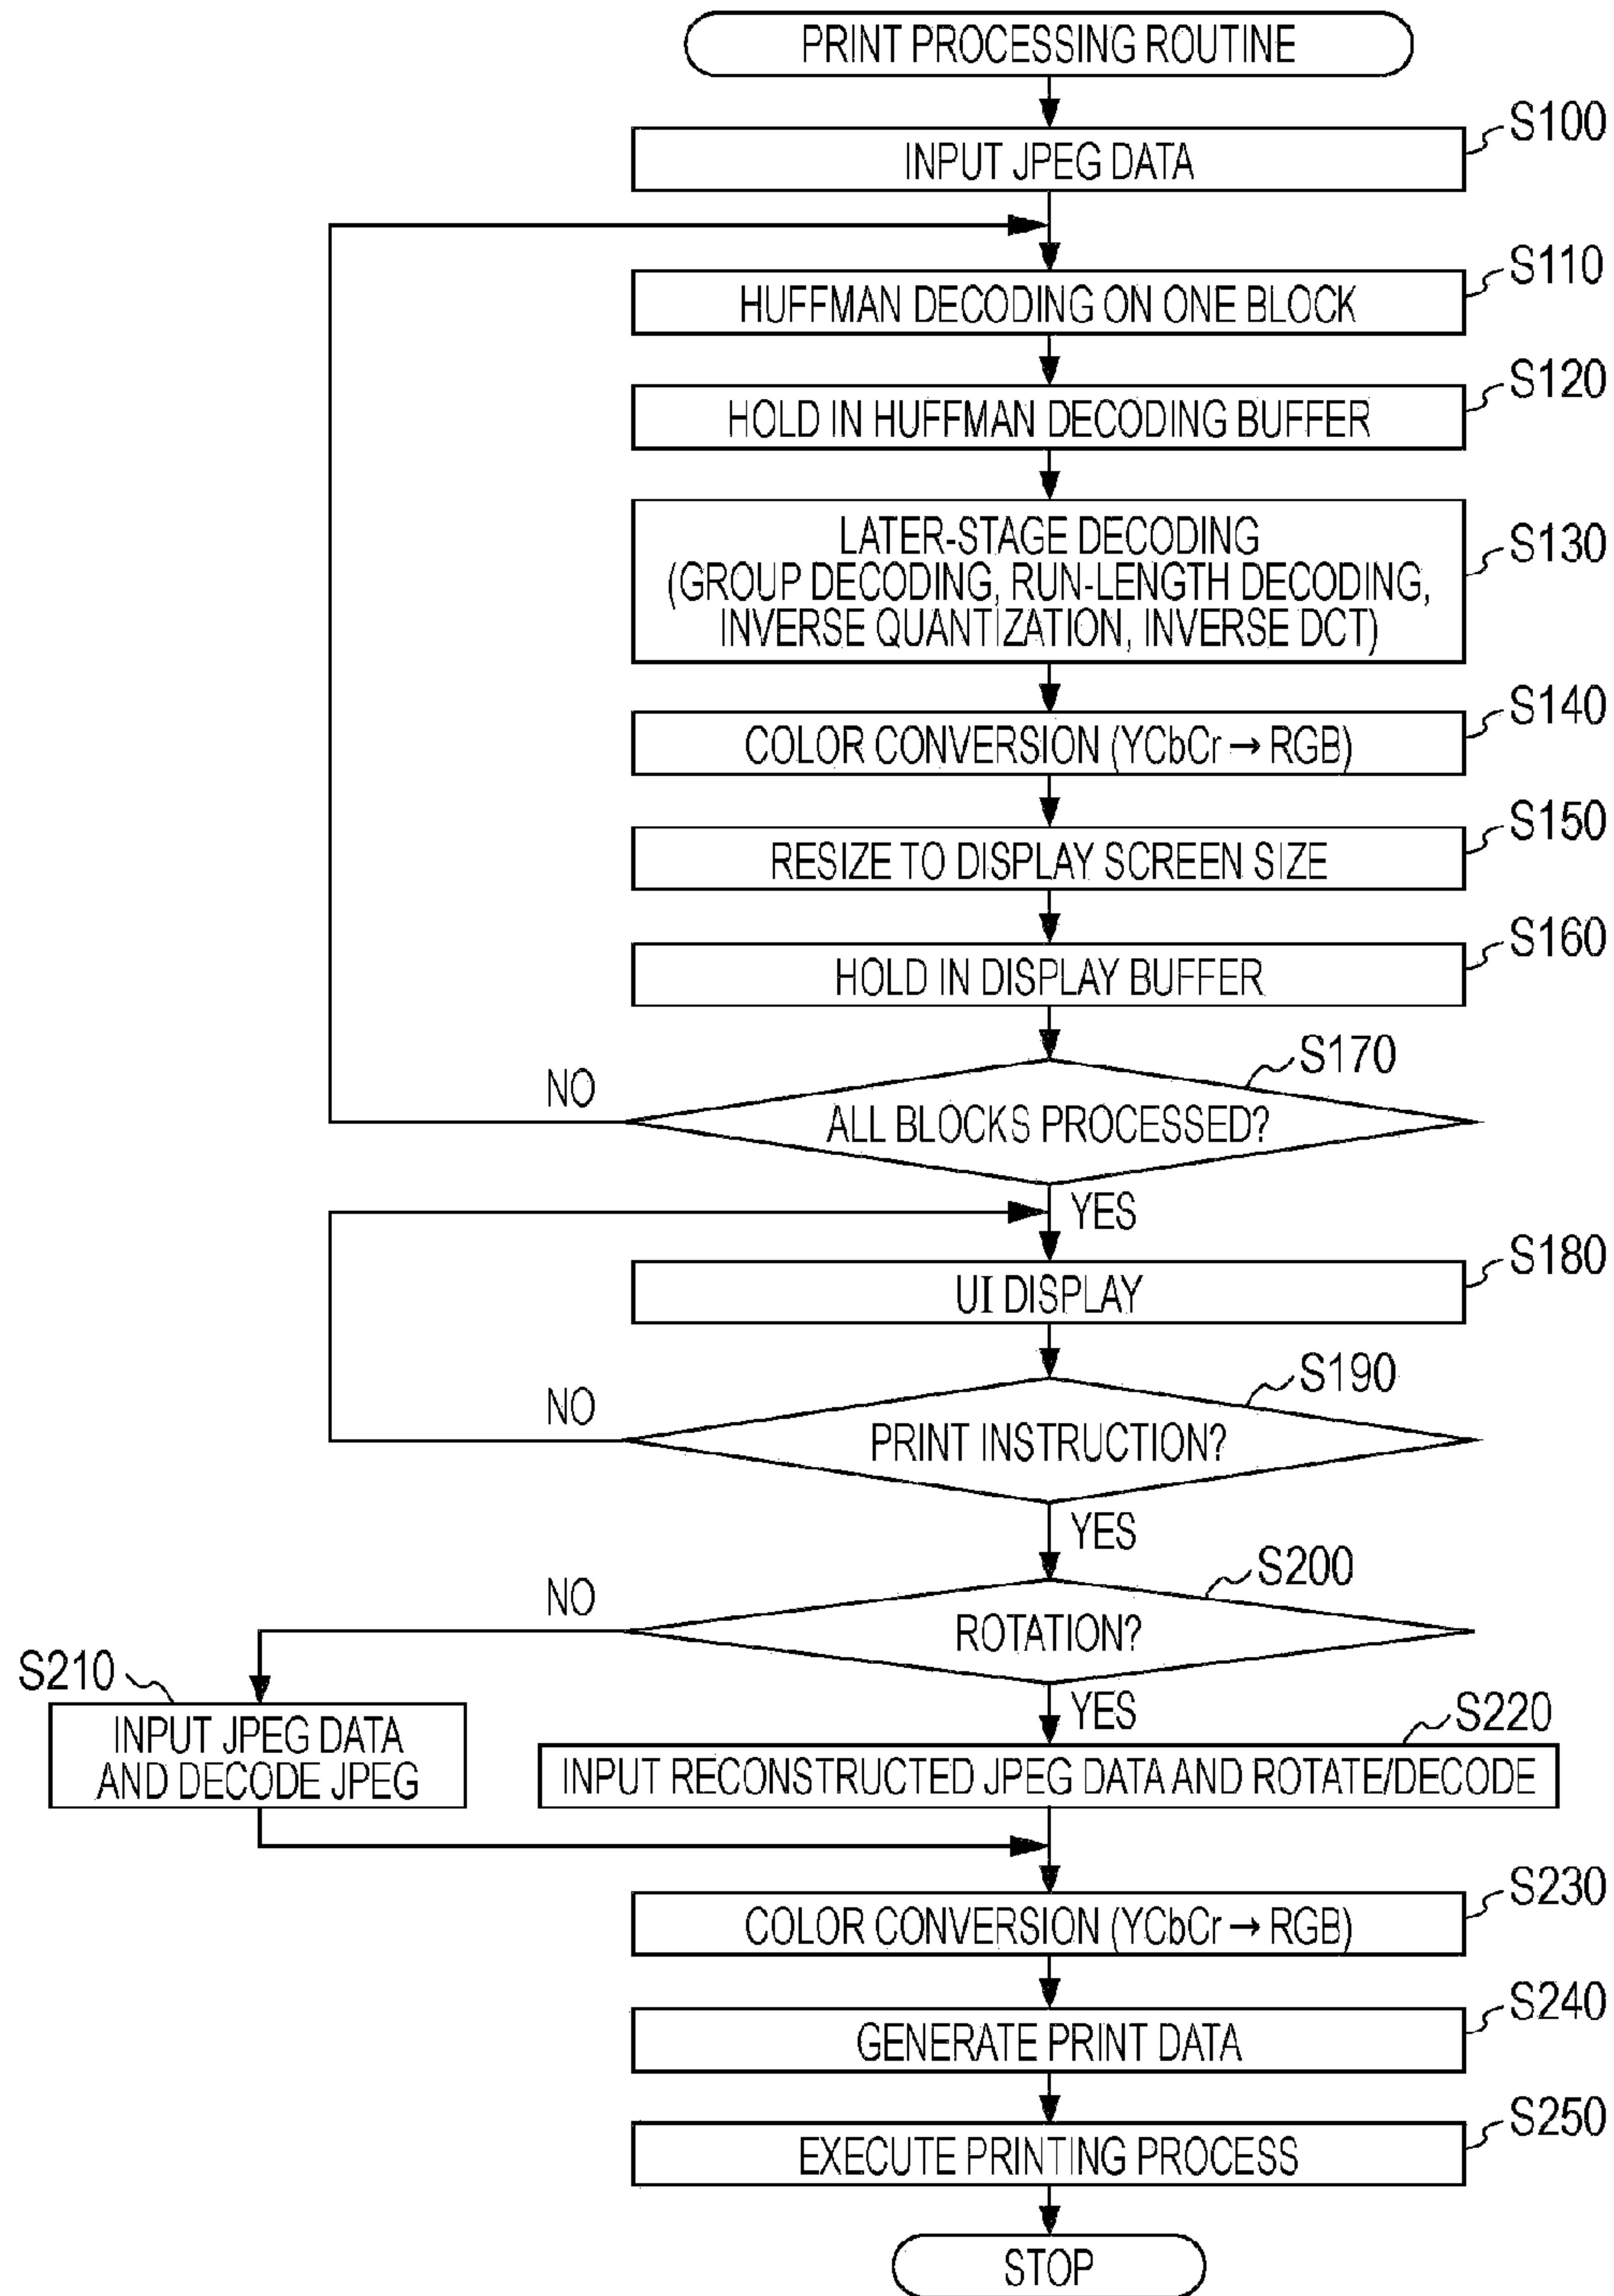 PRINT PROCESSING ROUTINE
S100
INPUT JPEG DATA
S110
HUFFMAN DECODING ON ONE BLOCK
S120
HOLD IN HUFFMAN DECODING BUFFER
S130
LATER-STAGE DECODING
(GROUP DECODING, RUN-LENGTH DECODING,
INVERSE QUANTIZATION, INVERSE DCT)
S140
COLOR CONVERSION (YCbCr → RGB)
S150
RESIZE TO DISPLAY SCREEN SIZE
S160
HOLD IN DISPLAY BUFFER
S170
NO
ALL BLOCKS PROCESSED?
YES
S180
UI DISPLAY
S190
NO
PRINT INSTRUCTION?
YES
S200
NO
ROTATION?
YES
S210
INPUT JPEG DATA
AND DECODE JPEG
S220
INPUT RECONSTRUCTED JPEG DATA AND ROTATE/DECODE
S230
COLOR CONVERSION (YCbCr → RGB)
S240
GENERATE PRINT DATA
S250
EXECUTE PRINTING PROCESS
STOP